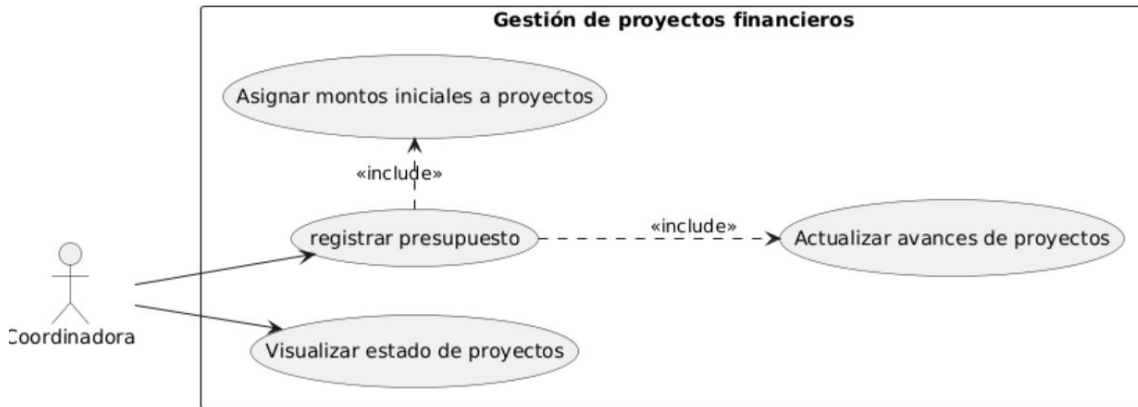 Gestión de proyectos financieros
Asignar montos iniciales a proyectos
«include»
registrar presupuesto
«include»
Actualizar avances de proyectos
Coordinadora
Visualizar estado de proyectos